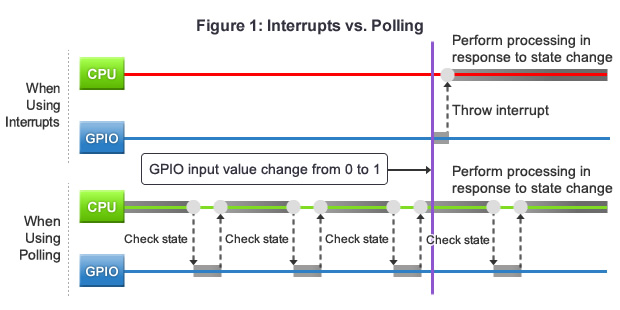 Figure 1: Interrupts vs. Polling
Perform processing in
response to state change
CPU
When
Using
Interrupts
Throw interrupt
GPIO
GPIO input value change from 0 to 1
Perform processing in
response to state change
CPU
When
Using
Polling
Check state
Check state
Check state
Check state
GPIO